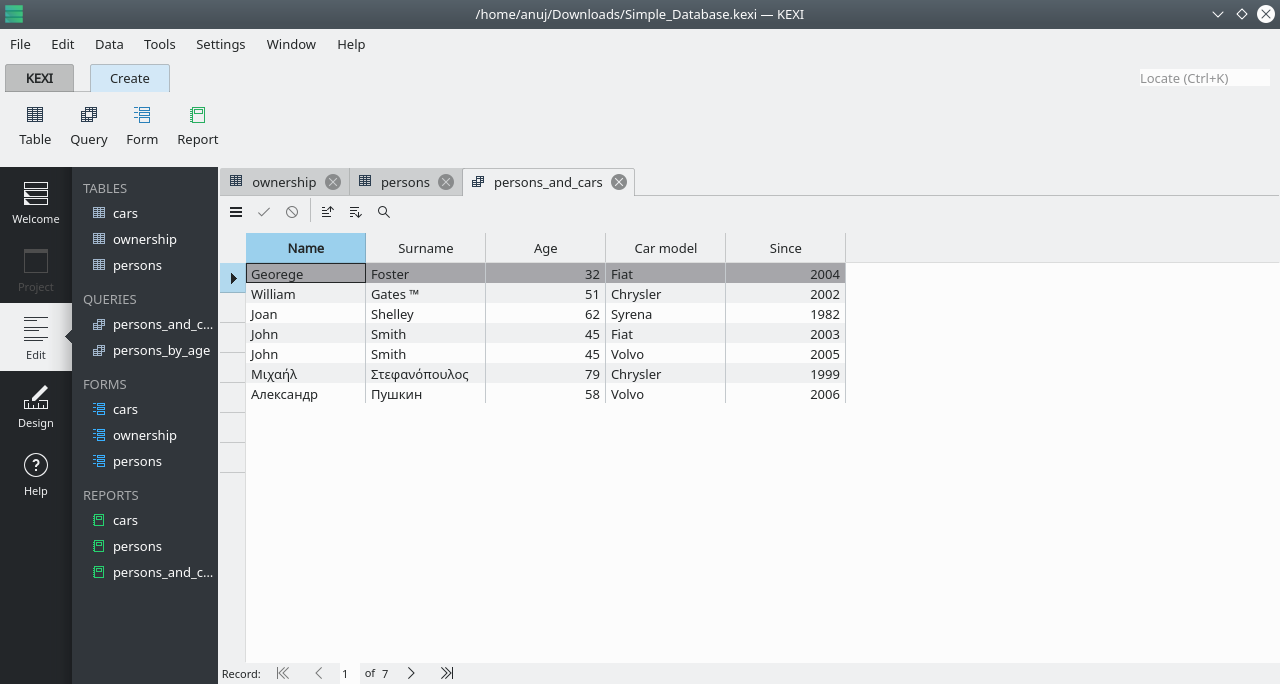 /home/anuj/Downloads/Simple_Database.kexi — KEXI
File Edit Data Tools Settings Window Help
KEXI Create Locate (Ctrl+K)
Table Query Form Report
Welcome
Project
Edit
Design
Help
TABLES
cars
ownership
persons
QUERIES
persons_and_c...
persons_by_age
FORMS
cars
ownership
persons
REPORTS
cars
persons
persons_and_c...
ownership persons persons_and_cars
Name Surname Age Car model Since
Georege Foster 32 Fiat 2004
William Gates ™ 51 Chrysler 2002
Joan Shelley 62 Syrena 1982
John Smith 45 Fiat 2003
John Smith 45 Volvo 2005
Μιχαήλ Στεφανόπουλος 79 Chrysler 1999
Александр Пушкин 58 Volvo 2006
Record: 1 of 7